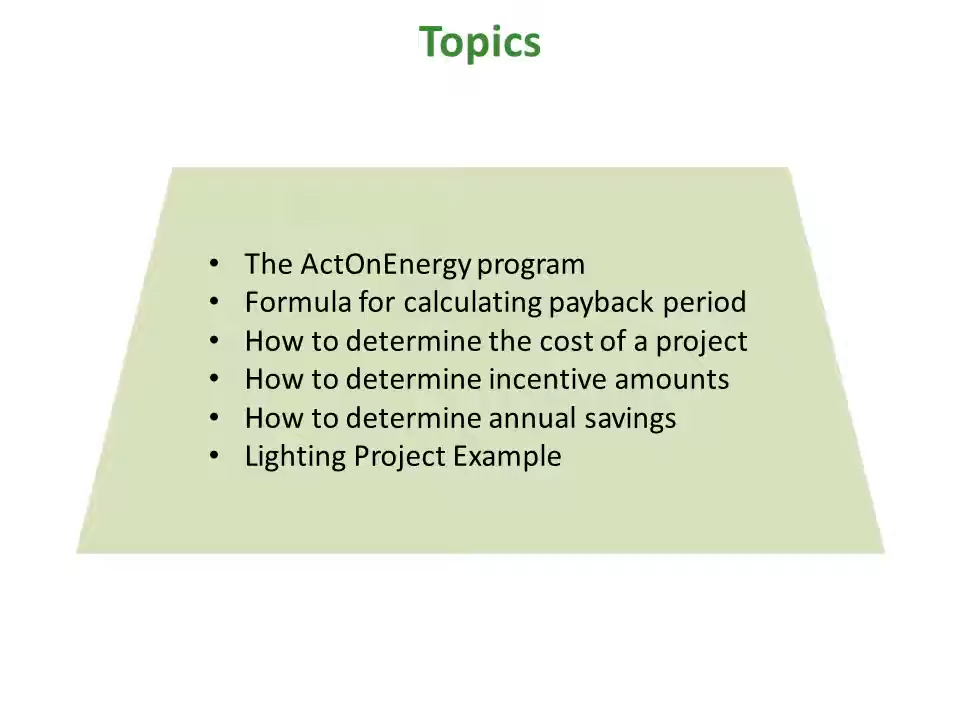 Topics
• The ActOnEnergy program
• Formula for calculating payback period
• How to determine the cost of a project
• How to determine incentive amounts
• How to determine annual savings
• Lighting Project Example